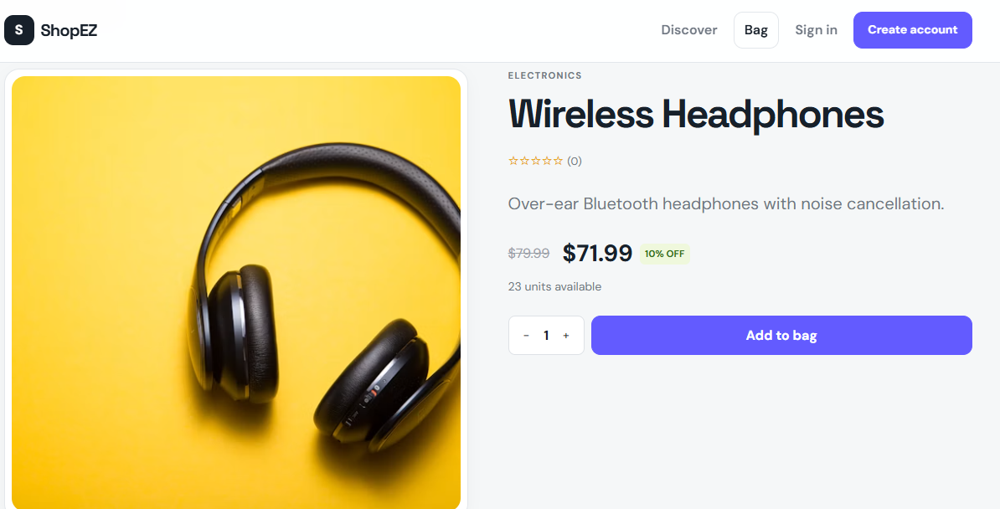 S ShopEZ Discover Bag Sign in Create account
ELECTRONICS
Wireless Headphones
☆☆☆☆☆ (0)
Over-ear Bluetooth headphones with noise cancellation.
$79.99 $71.99 10% OFF
23 units available
- 1 + Add to bag